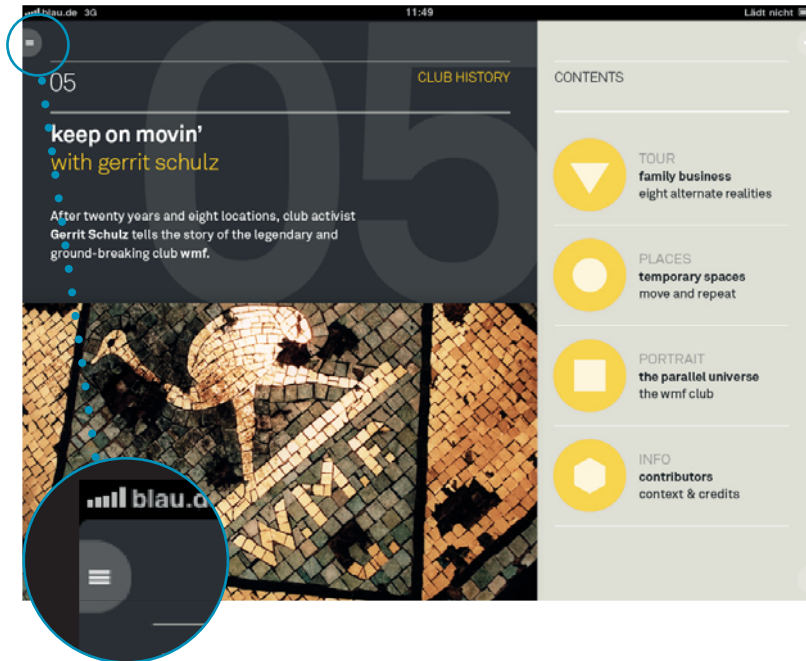 blau.de 3G 11:49 Lädt nicht
05
05 CLUB HISTORY
keep on movin'
with gerrit schulz
After twenty years and eight locations, club activist
Gerrit Schulz tells the story of the legendary and
ground-breaking club wmf.
W.M.F.
CONTENTS
TOUR
family business
eight alternate realities
PLACES
temporary spaces
move and repeat
PORTRAIT
the parallel universe
the wmf club
INFO
contributors
context & credits
blau.d